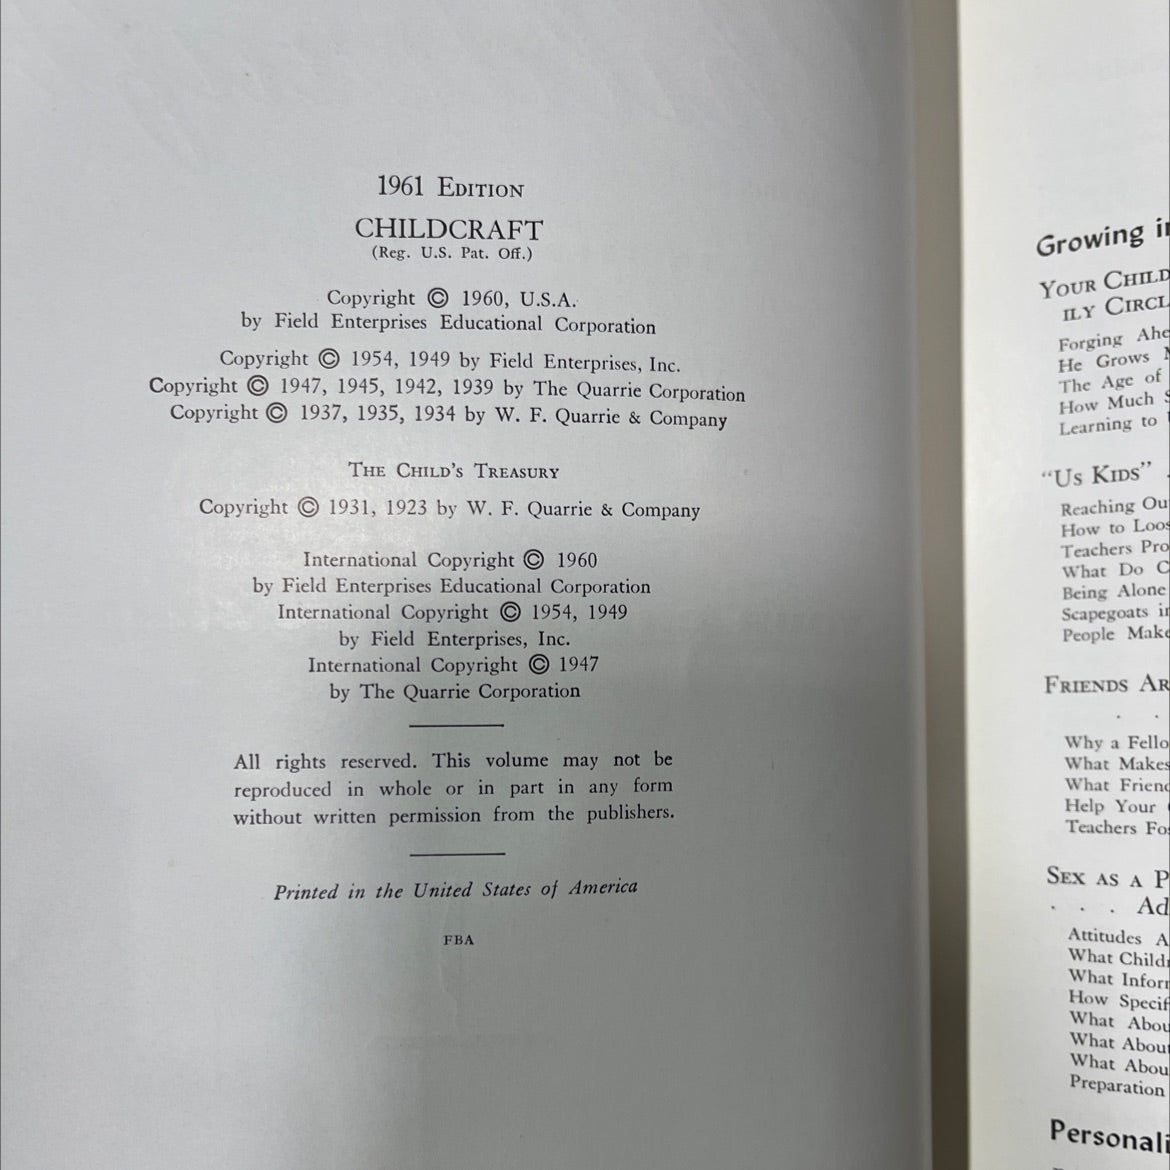 1961 Edition
CHILDCRAFT
(Reg. U.S. Pat. Off.)
Copyright © 1960, U.S.A.
by Field Enterprises Educational Corporation
Copyright © 1954, 1949 by Field Enterprises, Inc.
Copyright © 1947, 1945, 1942, 1939 by The Quarrie Corporation
Copyright © 1937, 1935, 1934 by W. F. Quarrie & Company
The Child's Treasury
Copyright © 1931, 1923 by W. F. Quarrie & Company
International Copyright © 1960
by Field Enterprises Educational Corporation
International Copyright © 1954, 1949
by Field Enterprises, Inc.
International Copyright © 1947
by The Quarrie Corporation
All rights reserved. This volume may not be
reproduced in whole or in part in any form
without written permission from the publishers.
Printed in the United States of America
FBA
Growing
Your Child
ily
Forging
He Grows
The Age of
How Much
Learning to
"Us Kids"
Reaching
How to
Teachers
What Do
Being Alone
Scapegoats
People
Friends
. .
Why a
What Makes
What
Help Your
Teachers
Sex as a
. . .
Attitudes
What
What
How
What
What
What
Preparation